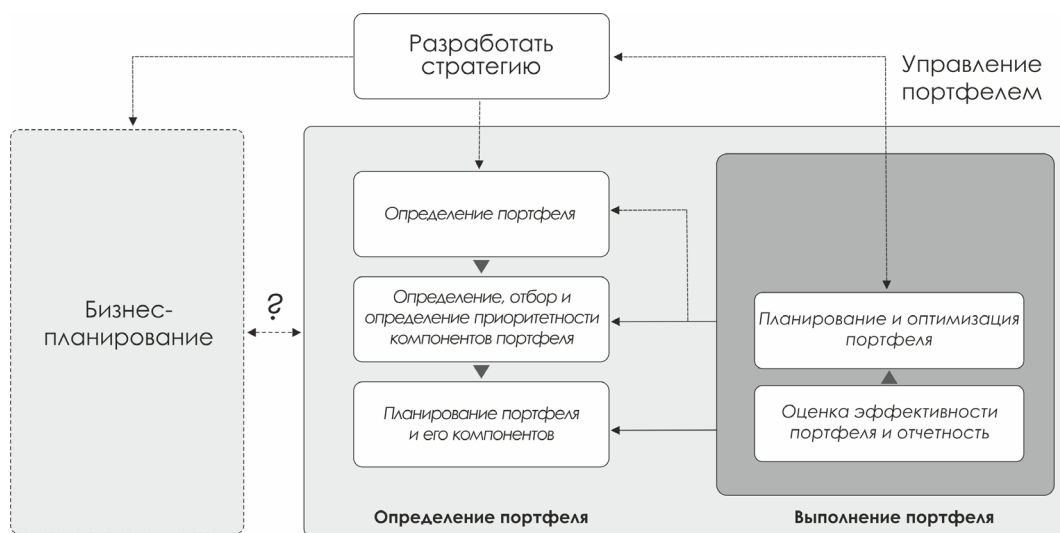 Разработать
стратегию
Управление
портфелем
Определение портфеля
Бизнес-
планирование
?
Определение, отбор и
определение приоритетности
компонентов портфеля
Планирование и оптимизация
портфеля
Планирование портфеля
и его компонентов
Оценка эффективности
портфеля и отчетность
Определение портфеля
Выполнение портфеля